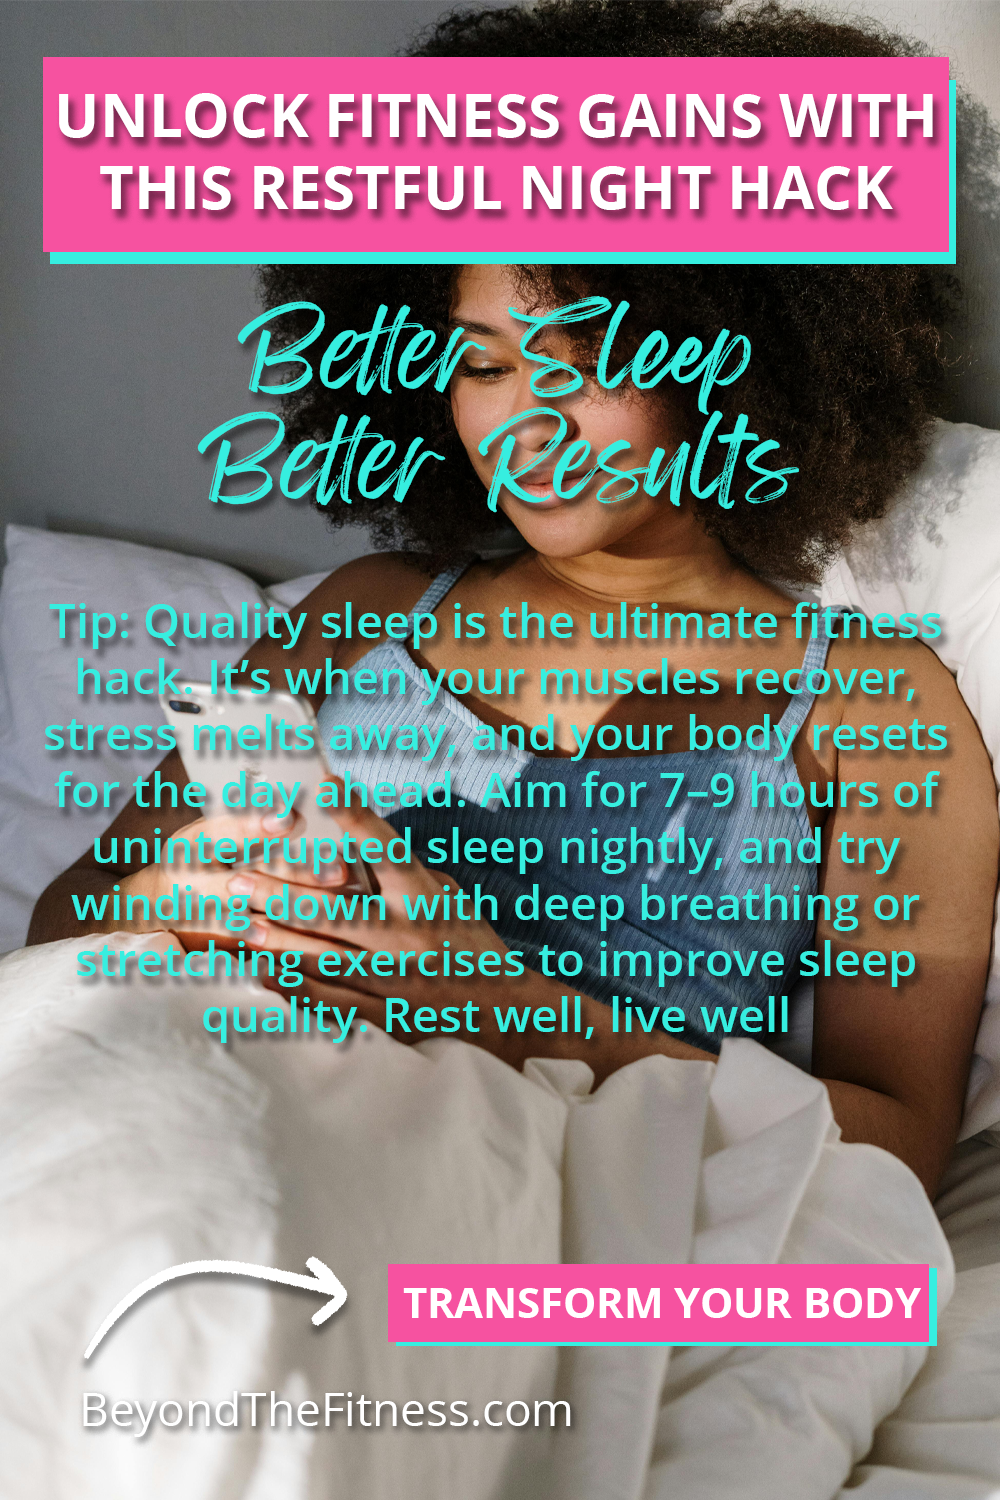 UNLOCK FITNESS GAINS WITH
THIS RESTFUL NIGHT HACK
Better Sleep
Better Results
Tip: Quality sleep is the ultimate fitness
hack. It’s when your muscles recover,
stress melts away, and your body resets
for the day ahead. Aim for 7–9 hours of
uninterrupted sleep nightly, and try
winding down with deep breathing or
stretching exercises to improve sleep
quality. Rest well, live well
TRANSFORM YOUR BODY
BeyondTheFitness.com